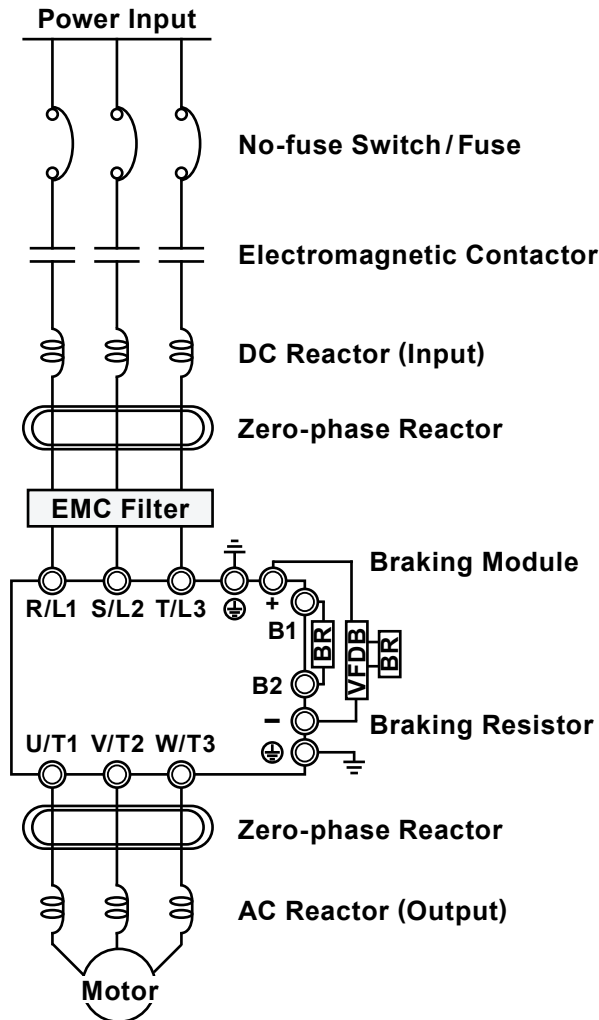 Power Input
No-fuse Switch / Fuse
Electromagnetic Contactor
DC Reactor (Input)
Zero-phase Reactor
EMC Filter
Braking Module
R/L1 S/L2 T/L3
+
B1
BR
VFDB
BR
B2
−
Braking Resistor
U/T1 V/T2 W/T3
Zero-phase Reactor
AC Reactor (Output)
Motor